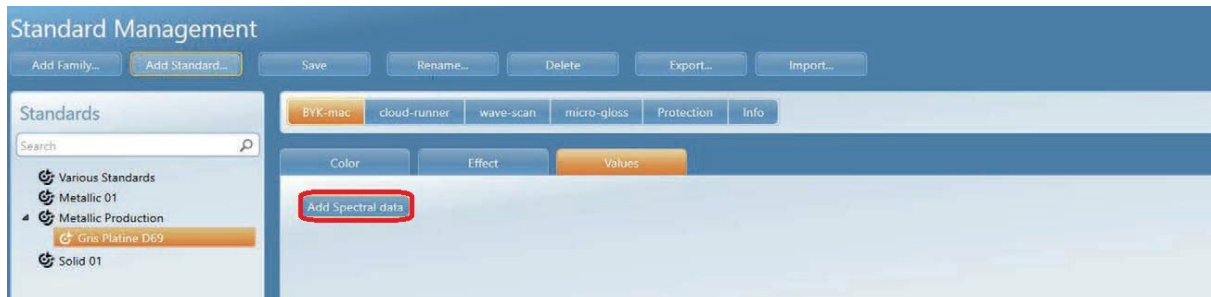 Standard Management
Add Family... Add Standard... Save Rename... Delete Export... Import...
Standards
BYK-mac cloud-runner wave-scan micro-gloss Protection Info
Search
Color Effect Values
Various Standards
Metallic 01
Add Spectral data
Metallic Production
Gris Platine D69
Solid 01